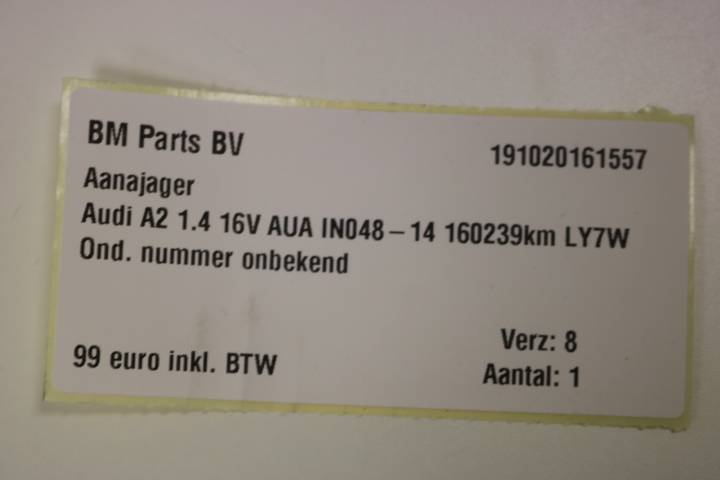 BM Parts BV
191020161557
Aanajager
Audi A2 1.4 16V AUA IN048-14 160239km LY7W
Ond. nummer onbekend
Verz: 8
99 euro inkl. BTW
Aantal: 1